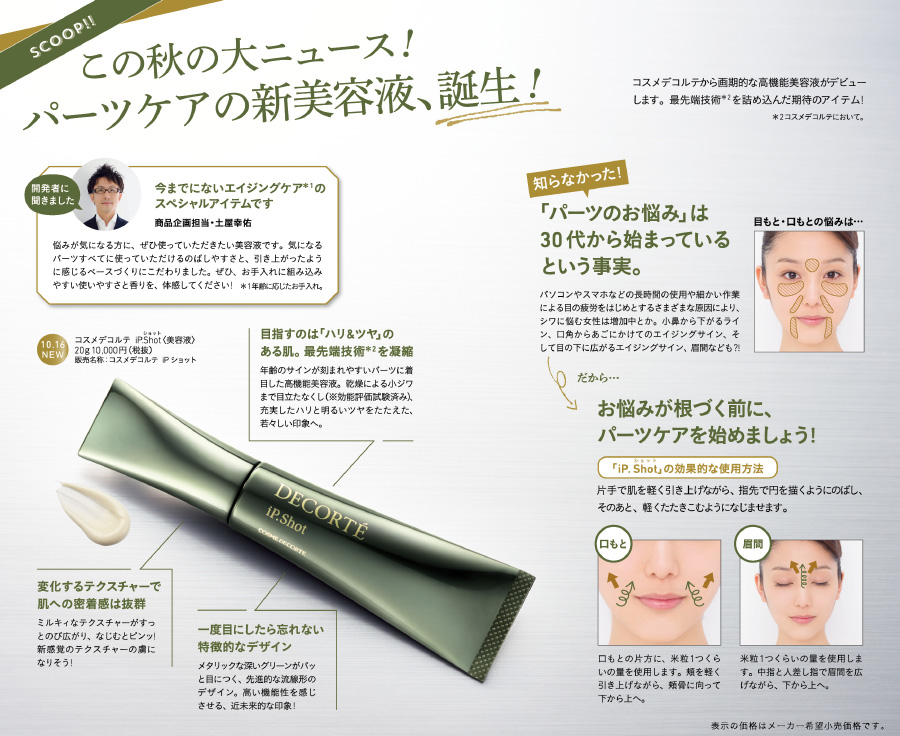 SCOOP!!
この秋の大ニュース!
パーツケアの新美容液、誕生!
コスメデコルテから画期的な高機能美容液がデビュー
します。最先端技術*2を詰め込んだ期待のアイテム!
*2コスメデコルテにおいて。
開発者に
聞きました
今までにないエイジングケア*1の
スペシャルアイテムです
商品企画担当・土屋幸佑
悩みが気になる方に、ぜひ使っていただきたい美容液です。気になる
パーツすべてに使っていただけるのばしやすさと、引き上がったよう
に感じるベースづくりにこだわりました。ぜひ、お手入れに組み込み
やすい使いやすさと香りを、体感してください! *1年齢に応じたお手入れ。
10.16
NEW
ショット
コスメデコルテ iP.Shot〈美容液〉
20g 10,000円(税抜)
販売名称:コスメデコルテ iP ショット
目指すのは「ハリ&ツヤ」の
ある肌。最先端技術*2を凝縮
年齢のサインが刻まれやすいパーツに着
目した高機能美容液。乾燥による小ジワ
まで目立たなくし(※効能評価試験済み)、
充実したハリと明るいツヤをたたえた、
若々しい印象へ。
DECORTÉ
iP.Shot
COSME DECORTE
変化するテクスチャーで
肌への密着感は抜群
ミルキィなテクスチャーがすっ
とのび広がり、なじむとピンッ!
新感覚のテクスチャーの虜に
なりそう!
一度目にしたら忘れない
特徴的なデザイン
メタリックな深いグリーンがパッ
と目につく、先進的な流線形の
デザイン。高い機能性を感じ
させる、近未来的な印象!
知らなかった!
「パーツのお悩み」は
30代から始まっている
という事実。
パソコンやスマホなどの長時間の使用や細かい作業
による目の疲労をはじめとするさまざまな原因により、
シワに悩む女性は増加中とか。小鼻から下がるライ
ン、口角からあごにかけてのエイジングサイン、そ
して目の下に広がるエイジングサイン、眉間なども?!
目もと・口もとの悩みは…
だから…
お悩みが根づく前に、
パーツケアを始めましょう!
ショット
「iP. Shot」の効果的な使用方法
片手で肌を軽く引き上げながら、指先で円を描くようにのばし、
そのあと、軽くたたきこむようになじませます。
口もと
口もとの片方に、米粒1つくら
いの量を使用します。頬を軽く
引き上げながら、頬骨に向って
下から上へ。
眉間
米粒1つくらいの量を使用しま
す。中指と人差し指で眉間を広
げながら、下から上へ。
表示の価格はメーカー希望小売価格です。